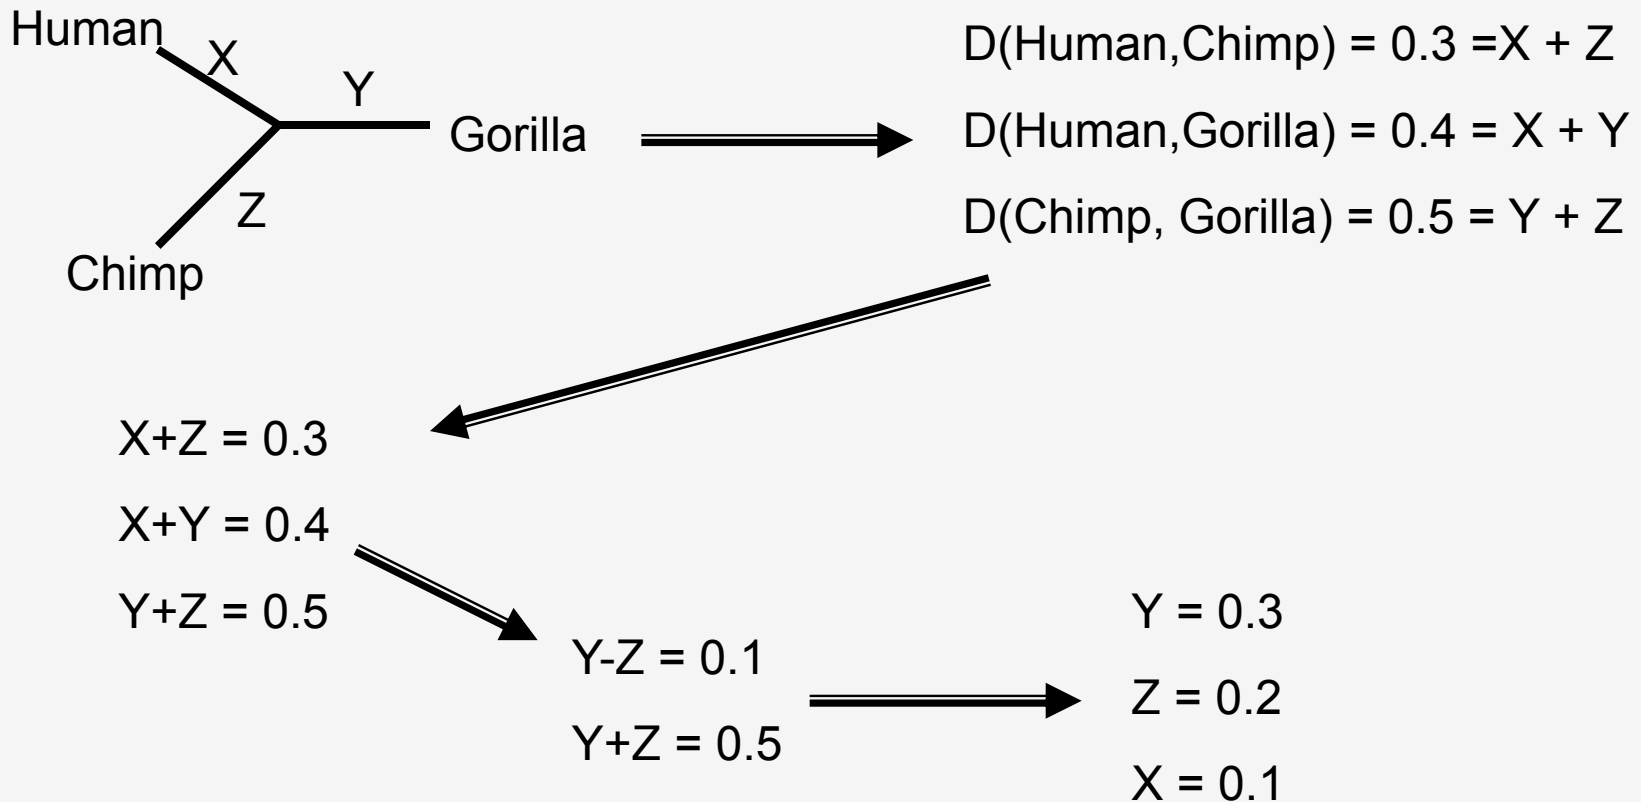 Human
X
Y
Gorilla
Z
Chimp
D(Human,Chimp) = 0.3 =X + Z
D(Human,Gorilla) = 0.4 = X + Y
D(Chimp, Gorilla) = 0.5 = Y + Z
X+Z = 0.3
X+Y = 0.4
Y+Z = 0.5
Y-Z = 0.1
Y+Z = 0.5
Y = 0.3
Z = 0.2
X = 0.1